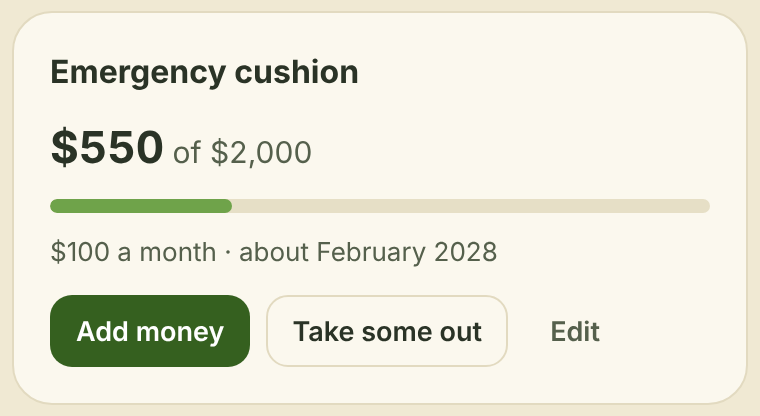 Emergency cushion
$550 of $2,000
$100 a month · about February 2028
Add money Take some out Edit